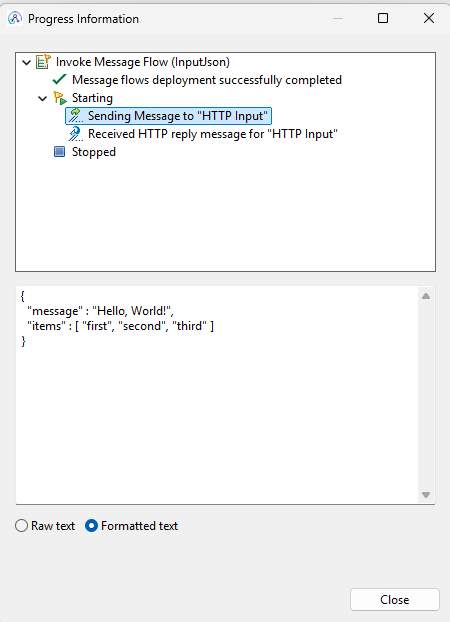 Progress Information
Invoke Message Flow (InputJson)
Message flows deployment successfully completed
Starting
Sending Message to "HTTP Input"
Received HTTP reply message for "HTTP Input"
Stopped
{
  "message" : "Hello, World!",
  "items" : [ "first", "second", "third" ]
}
Raw text Formatted text
Close